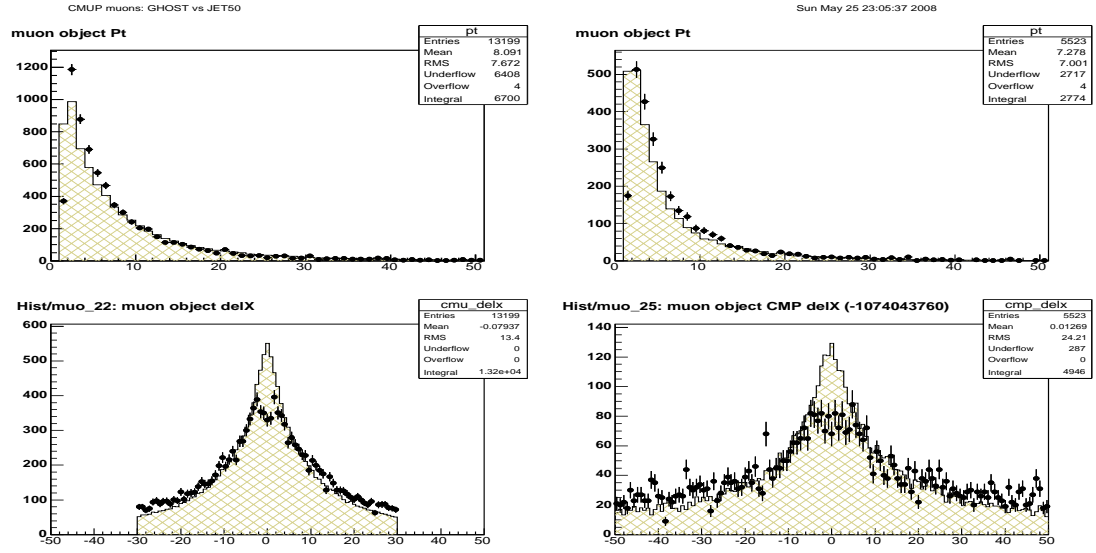 CMUP muons: GHOST vs JET50
Sun May 25 23:05:37 2008
muon object Pt
pt
Entries 13199
Mean 8.091
RMS 7.672
Underflow 6408
Overflow 4
Integral 6700
1200
1000
800
600
400
200
0
0 10 20 30 40 50
muon object Pt
pt
Entries 5523
Mean 7.278
RMS 7.001
Underflow 2717
Overflow 4
Integral 2774
500
400
300
200
100
0
0 10 20 30 40 50
Hist/muo_22: muon object delX
cmu_delx
Entries 13199
Mean -0.07937
RMS 13.4
Underflow 0
Overflow 0
Integral 1.32e+04
600
500
400
300
200
100
0
-50 -40 -30 -20 -10 0 10 20 30 40 50
Hist/muo_25: muon object CMP delX (-1074043760)
cmp_delx
Entries 5523
Mean 0.01269
RMS 24.21
Underflow 287
Overflow 0
Integral 4946
140
120
100
80
60
40
20
0
-50 -40 -30 -20 -10 0 10 20 30 40 50